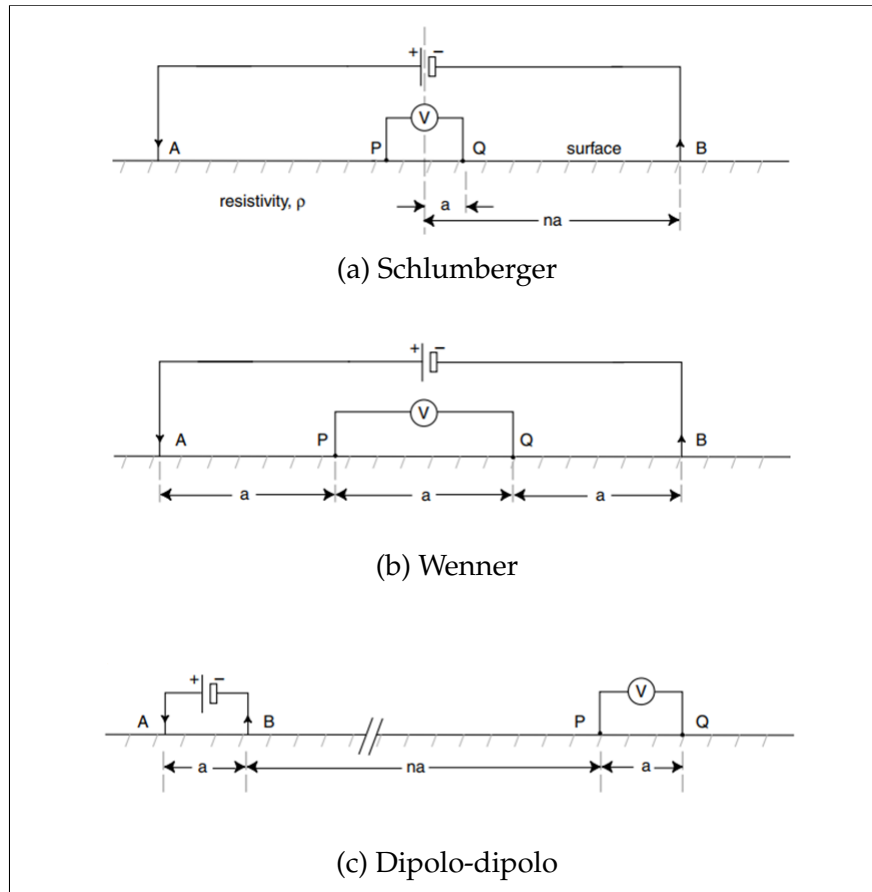 + −
V
A P Q surface B
resistivity, ρ
a
na
(a) Schlumberger
+ −
V
A P Q B
a a a
(b) Wenner
+ −
V
A B P Q
a na a
(c) Dipolo-dipolo